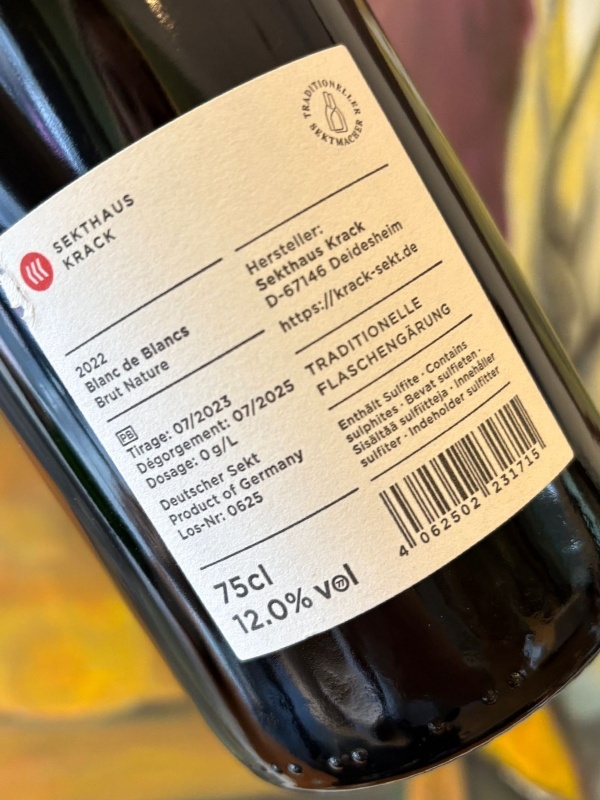 TRADITIONELLER
SEKTMACHER
SEKTHAUS
KRACK
Hersteller:
Sekthaus Krack
D-67146 Deidesheim
https://krack-sekt.de
2022
Blanc de Blancs
Brut Nature
TRADITIONELLE
FLASCHENGÄRUNG
PB
Tirage: 07/2023
Dégorgement: 07/2025
Dosage: 0 g/L
Enthält Sulfite · Contains
sulphites · Bevat sulfieten ·
Sisältää sulfiitteja · Innehåller
sulfiter · Indeholder sulfitter
Deutscher Sekt
Product of Germany
Los-Nr: 0625
4 062502 231715
75cl
12.0% vol